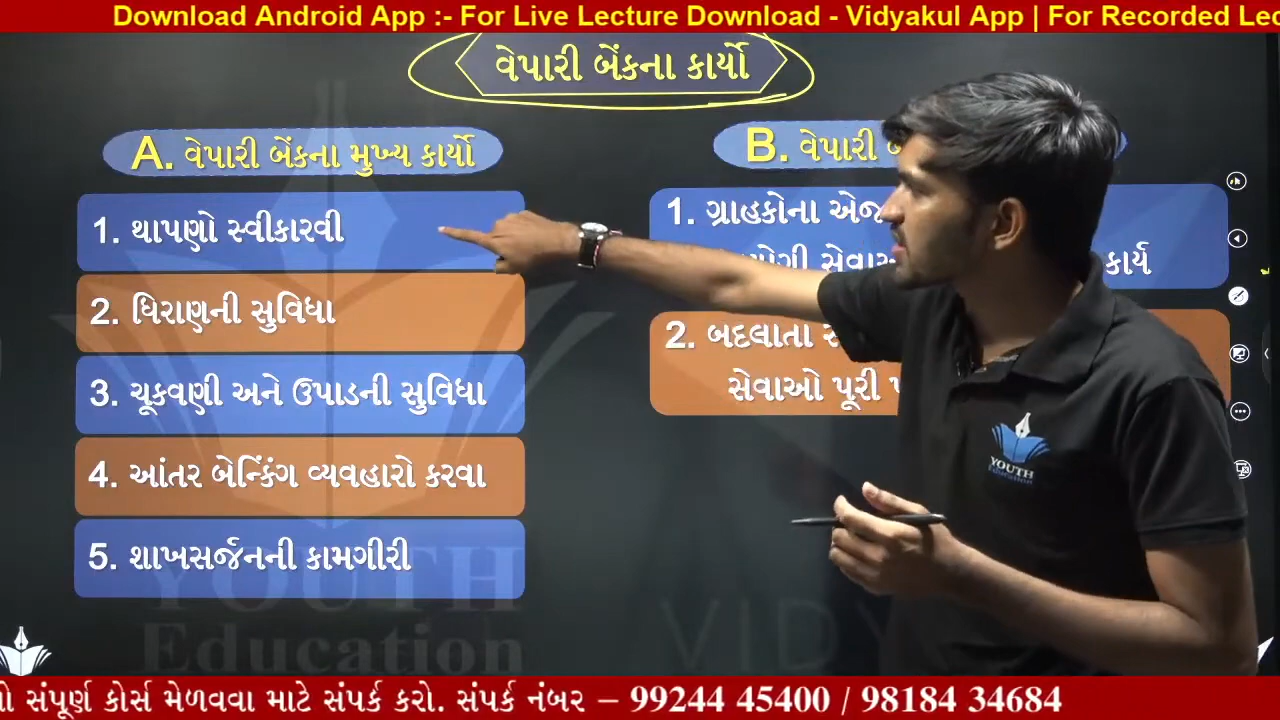 Download Android App :- For Live Lecture Download - Vidyakul App | For Recorded
વેપારી બેંકના કાર્યો
A. વેપારી બેંકના મુખ્ય કાર્યો
1. થાપણો સ્વીકારવી
2. ધિરાણની સુવિધા
3. ચૂકવણી અને ઉપાડની સુવિધા
4. આંતર બેન્કિંગ વ્યવહારો કરવા
5. શાખસર્જનની કામગીરી
B. વેપારી
1. ગ્રાહકોના
કાર્ય
2. બદલાતા
સેવાઓ પૂરી
YOUTH
Education
YOUTH
Education
સંપૂર્ણ કોર્સ મેળવવા માટે સંપર્ક કરો. સંપર્ક નંબર – 99244 45400 / 98184 34684